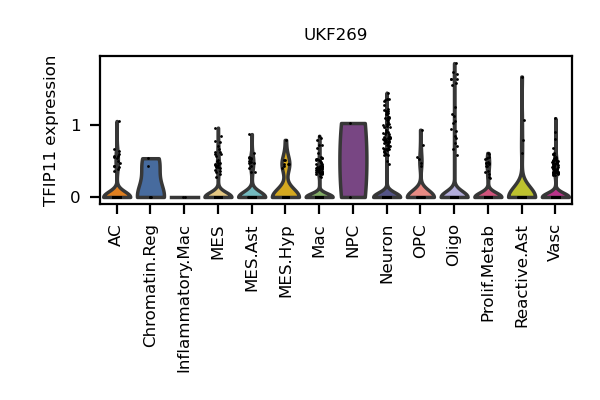 UKF269
TFIP11 expression
1
0
AC
Chromatin.Reg
Inflammatory.Mac
MES
MES.Ast
MES.Hyp
Mac
NPC
Neuron
OPC
Oligo
Prolif.Metab
Reactive.Ast
Vasc